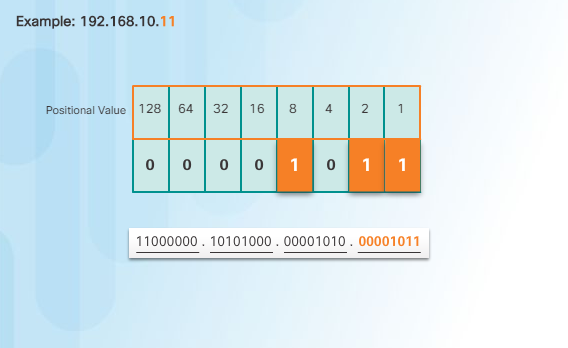 Example: 192.168.10.11
Positional Value 128 64 32 16 8 4 2 1
0 0 0 0 1 0 1 1
11000000 . 10101000 . 00001010 . 00001011